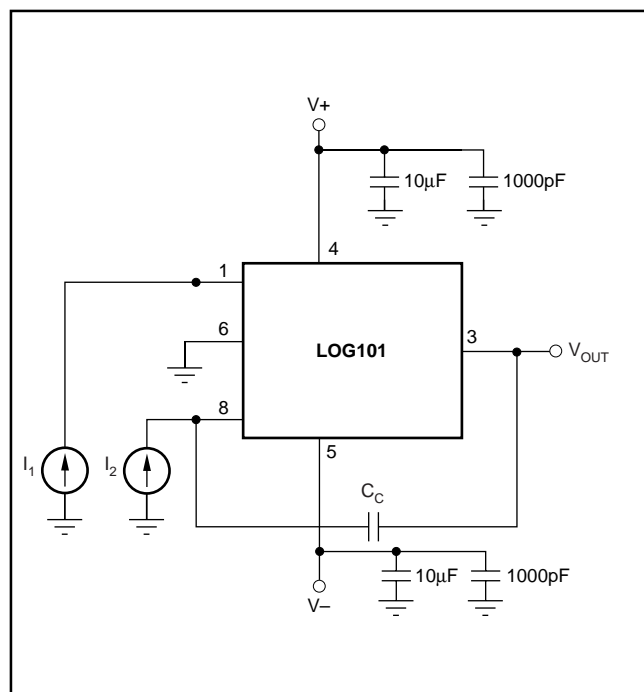 V+
10µF
1000pF
4
1
6
LOG101
3
V_OUT
8
5
I_1
I_2
C_C
10µF
1000pF
V–